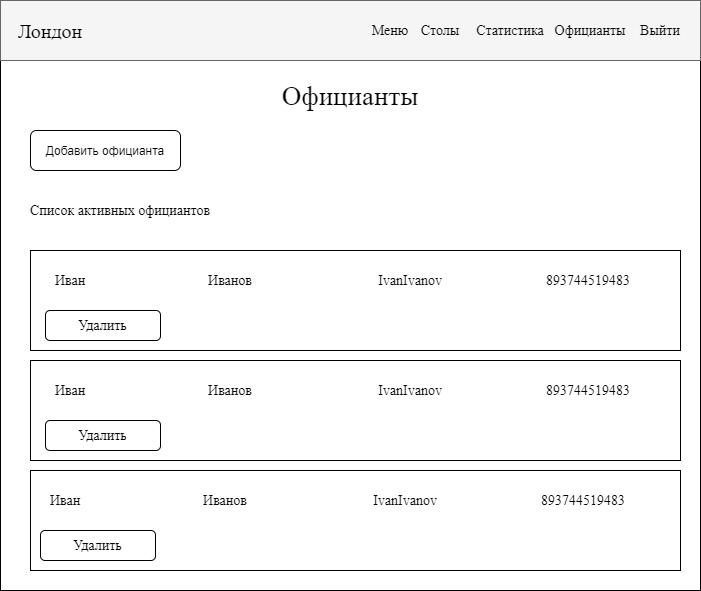 Лондон Меню Столы Статистика Официанты Выйти
Официанты
Добавить официанта
Список активных официантов
Иван Иванов IvanIvanov 893744519483
Удалить
Иван Иванов IvanIvanov 893744519483
Удалить
Иван Иванов IvanIvanov 893744519483
Удалить